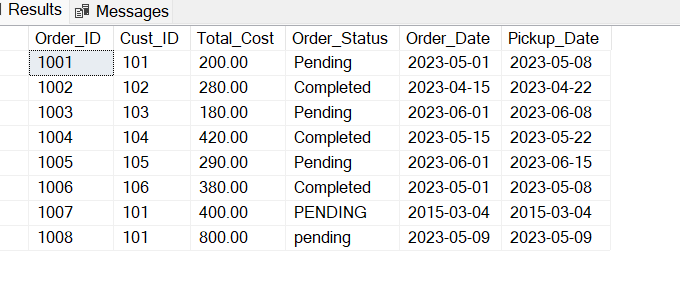 Results Messages
Order_ID Cust_ID Total_Cost Order_Status Order_Date Pickup_Date
1001 101 200.00 Pending 2023-05-01 2023-05-08
1002 102 280.00 Completed 2023-04-15 2023-04-22
1003 103 180.00 Pending 2023-06-01 2023-06-08
1004 104 420.00 Completed 2023-05-15 2023-05-22
1005 105 290.00 Pending 2023-06-01 2023-06-15
1006 106 380.00 Completed 2023-05-01 2023-05-08
1007 101 400.00 PENDING 2015-03-04 2015-03-04
1008 101 800.00 pending 2023-05-09 2023-05-09